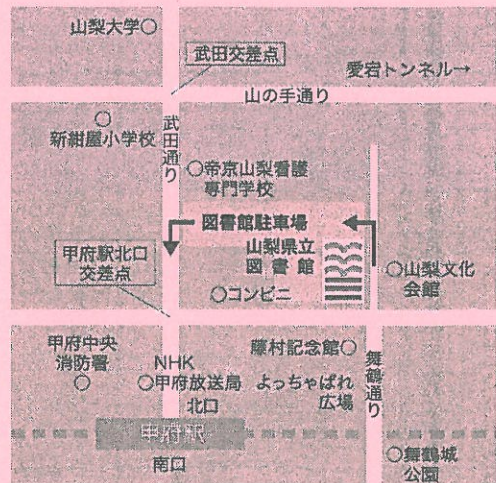 山梨大学
武田交差点
愛宕トンネル→
山の手通り
新紺屋小学校
武田通り
帝京山梨看護
専門学校
図書館駐車場
山梨県立
図書館
甲府駅北口
交差点
コンビニ
山梨文化
会館
甲府中央
消防署
NHK
甲府放送局
北口
藤村記念館
よっちゃばれ
広場
舞鶴通り
甲府駅
南口
舞鶴城
公園